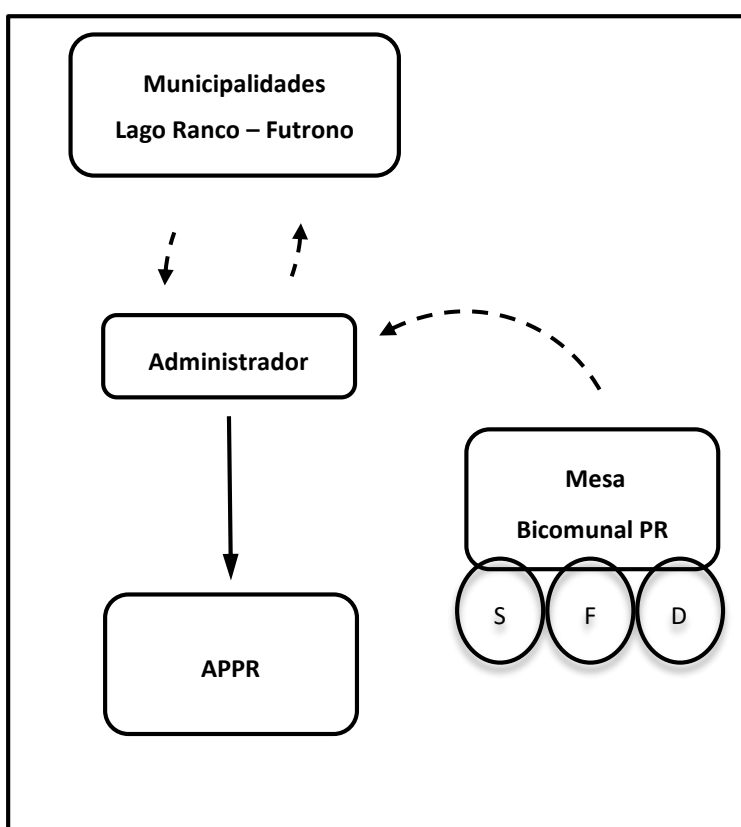 Municipalidades
Lago Ranco – Futrono
Administrador
Mesa
Bicomunal PR
S F D
APPR